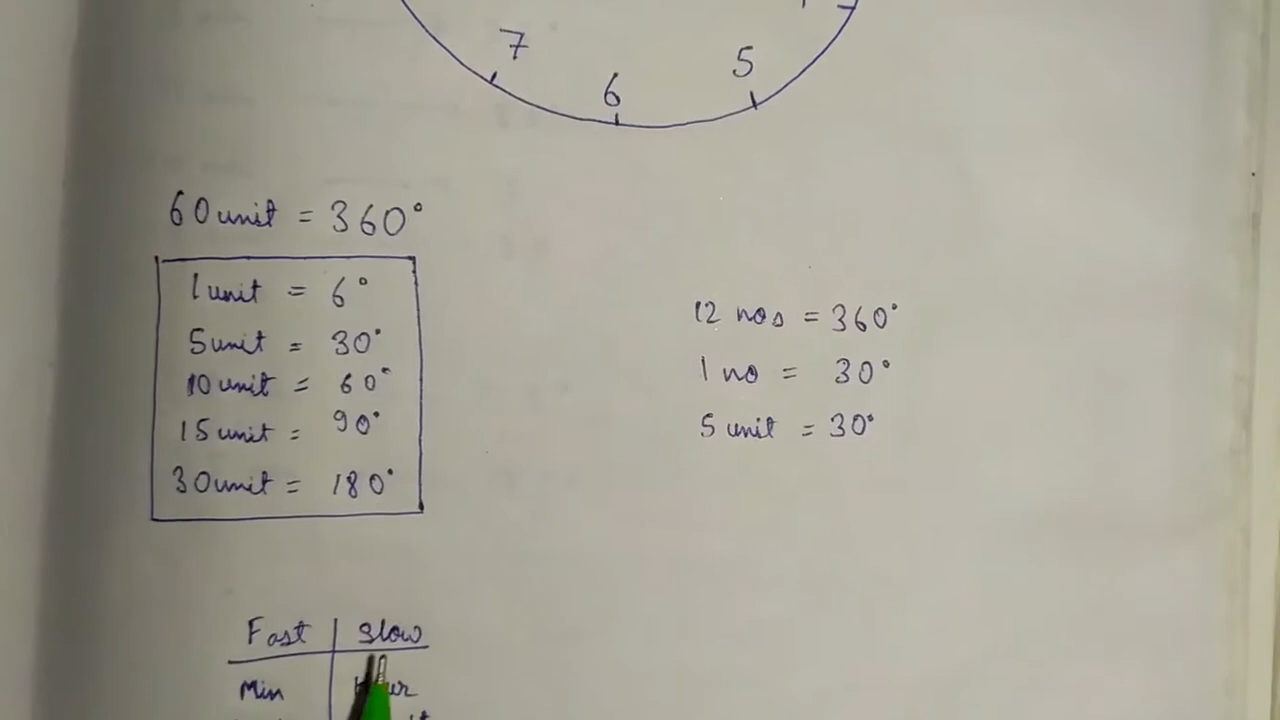 7
6
5
60 unit = 360°
1 unit = 6°
5 unit = 30°
10 unit = 60°
15 unit = 90°
30 unit = 180°
12 nos = 360°
1 no = 30°
5 unit = 30°
Fast | Slow
Min